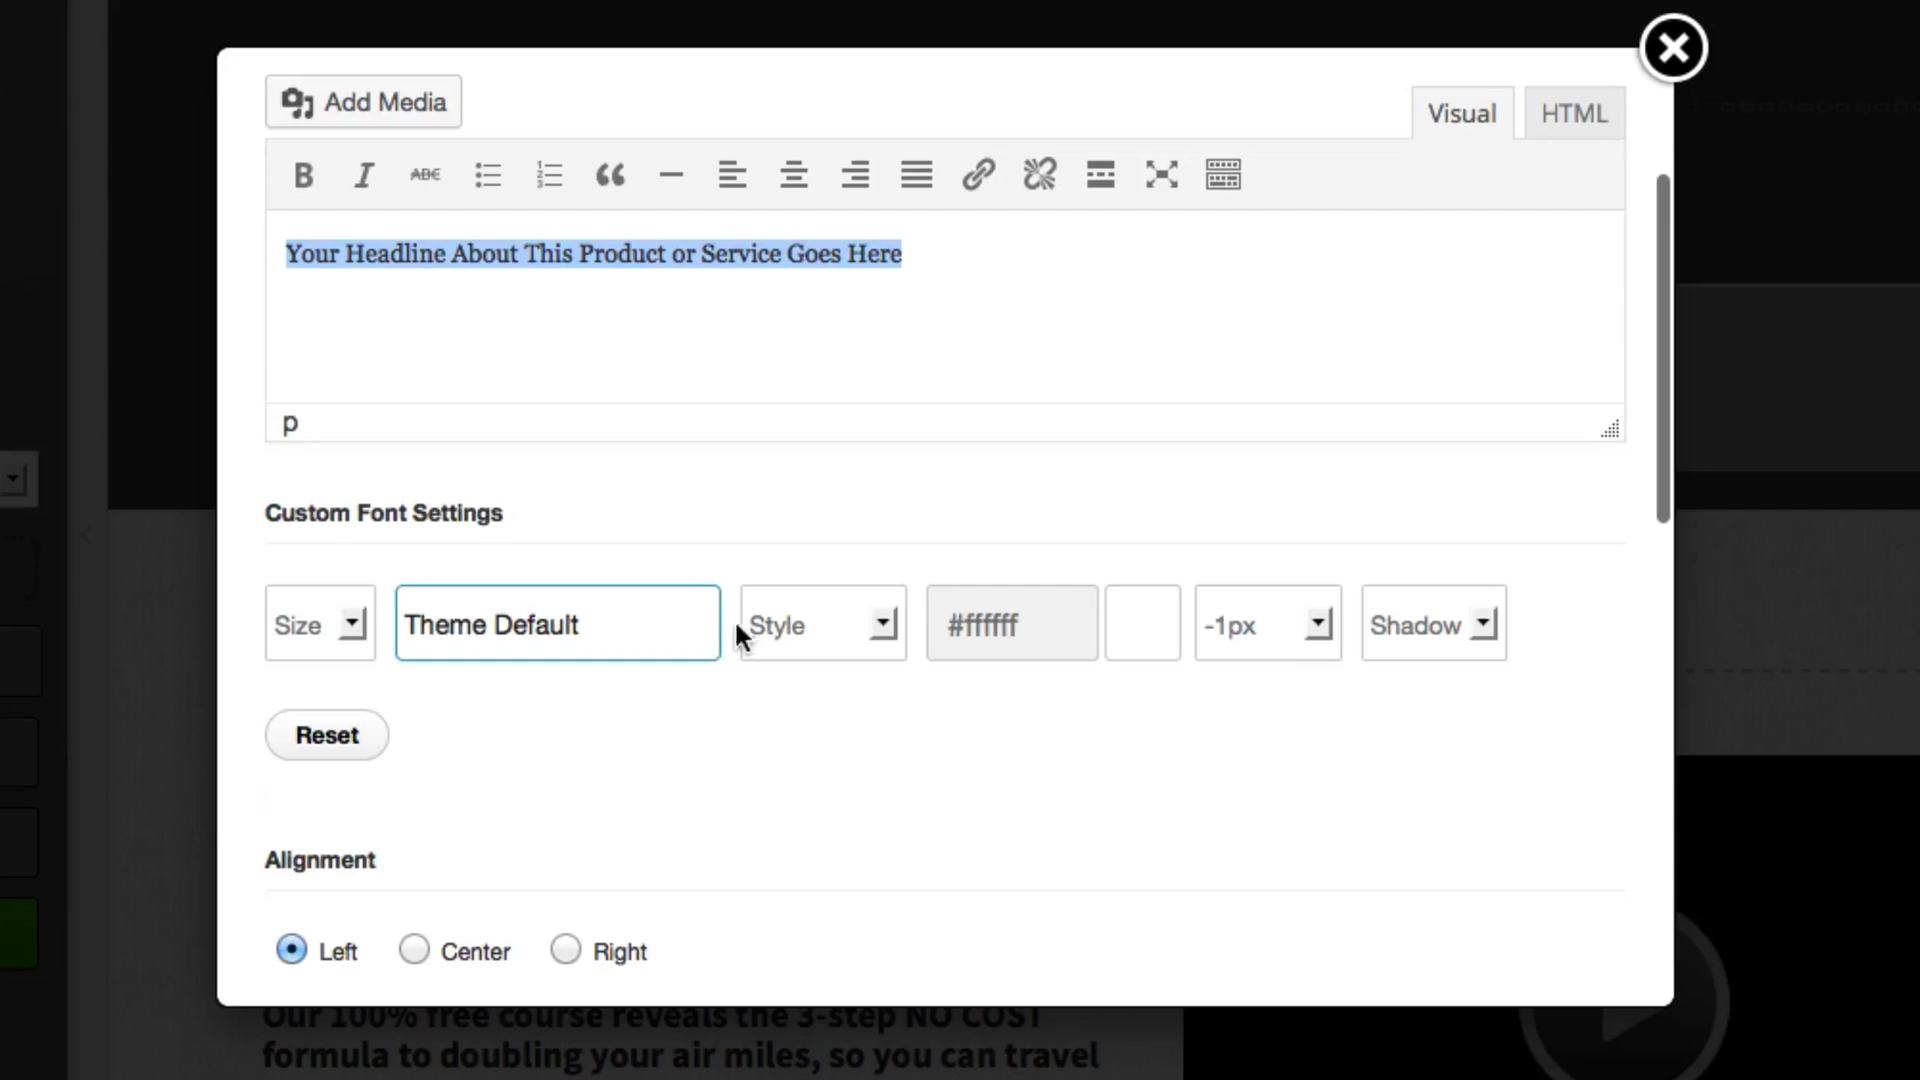 Add Media
Visual
HTML
B I ABC
Your Headline About This Product or Service Goes Here
p
Custom Font Settings
Size
Theme Default
Style
#ffffff
-1px
Shadow
Reset
Alignment
Left
Center
Right
Our 100% free course reveals the 3-step NO COST
formula to doubling your air miles, so you can travel